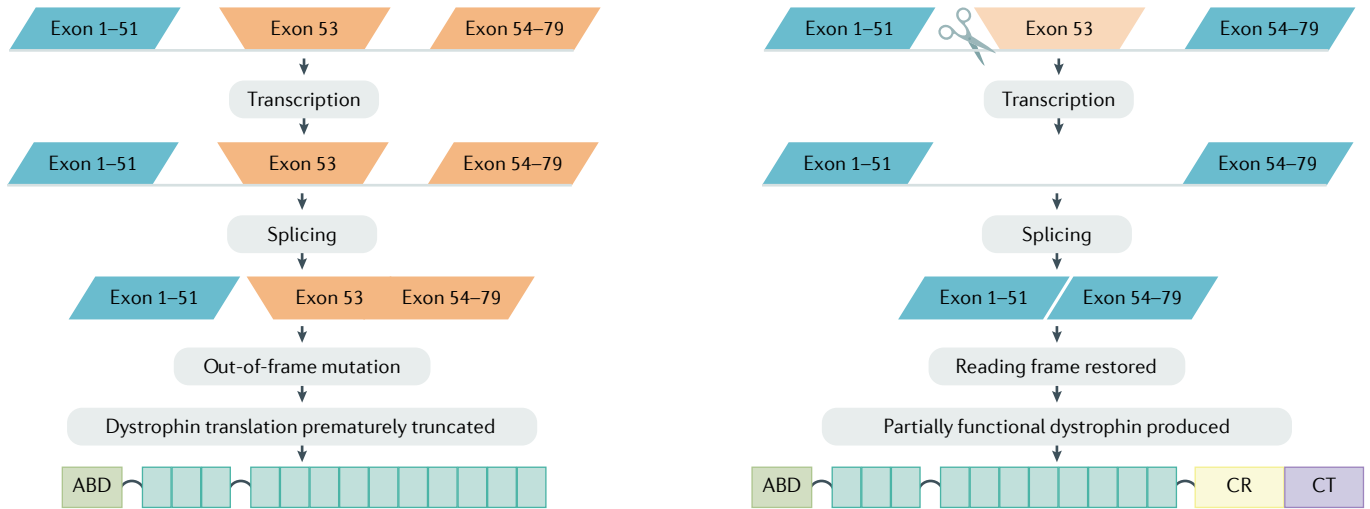 Exon 1–51
Exon 53
Exon 54–79
Transcription
Exon 1–51
Exon 53
Exon 54–79
Splicing
Exon 1–51
Exon 53
Exon 54–79
Out-of-frame mutation
Dystrophin translation prematurely truncated
ABD
Exon 1–51
Exon 53
Exon 54–79
Transcription
Exon 1–51
Exon 54–79
Splicing
Exon 1–51
Exon 54–79
Reading frame restored
Partially functional dystrophin produced
ABD
CR
CT